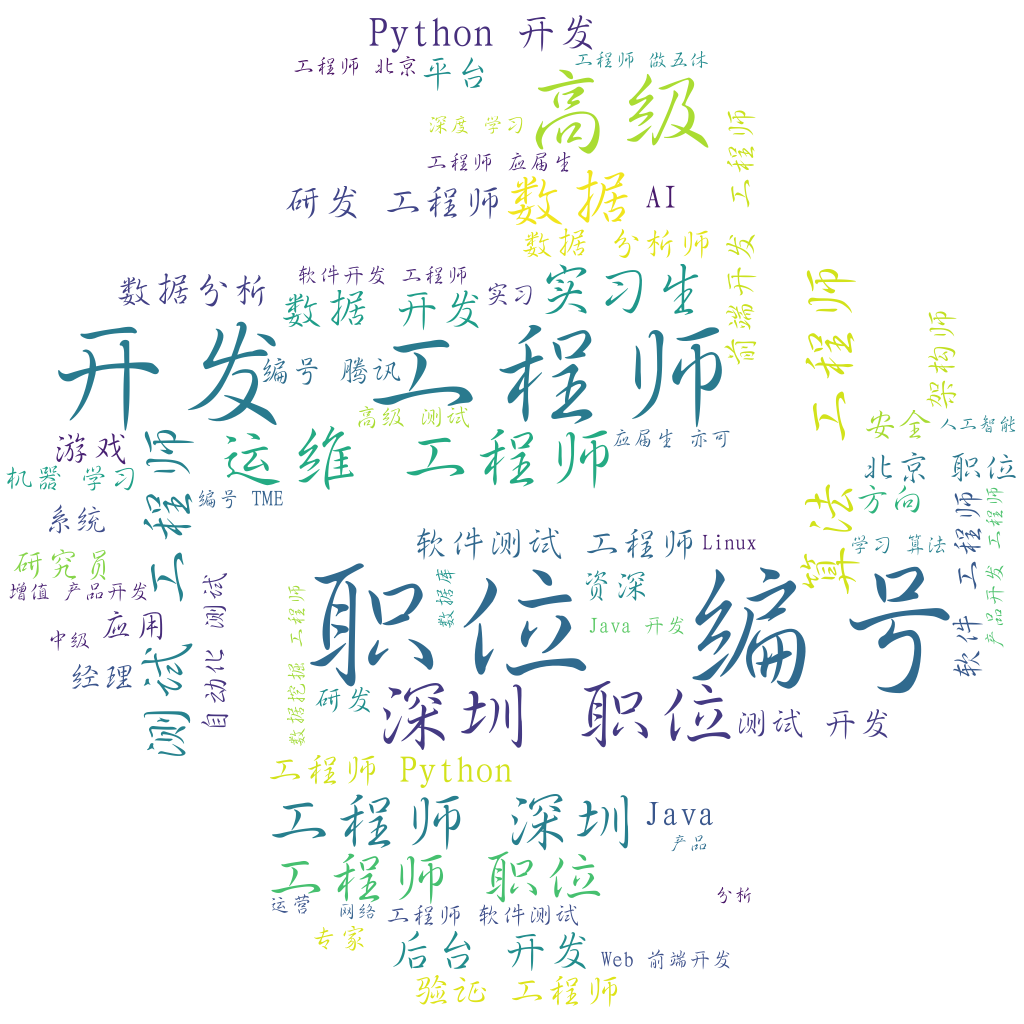 Python 开发
工程师 北京
平台
工程师 做五休
高级
深度 学习
工程师 应届生
研发 工程师
数据
AI
前端开发 工程师
数据 分析师
数据分析
软件开发 工程师
实习
实习生
数据 开发
开发 工程师
编号 腾讯
高级 测试
算法 工程师
架构师
游戏
运维 工程师
应届生 亦可
安全
人工智能
机器 学习
测试 工程师
编号 TME
北京 职位
系统
方向
软件测试 工程师
Linux
学习 算法
软件 工程师
产品开发 工程师
研究员
增值 产品开发
自动化 测试
数据库
资深
职位 编号
数据挖掘 工程师
中级
应用
Java 开发
经理
研发
深圳 职位
测试 开发
工程师 Python
工程师 深圳
Java
产品
工程师 职位
分析
运营
网络
工程师 软件测试
专家
后台 开发
Web 前端开发
验证 工程师